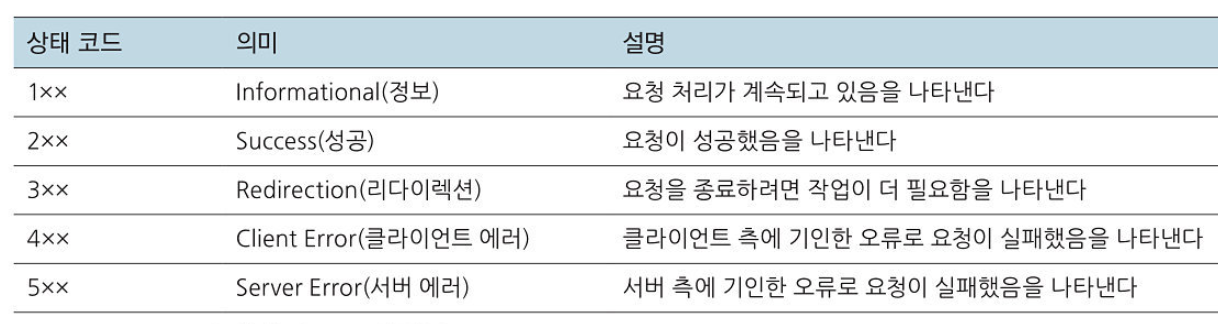 상태 코드 의미 설명
1×× Informational(정보) 요청 처리가 계속되고 있음을 나타낸다
2×× Success(성공) 요청이 성공했음을 나타낸다
3×× Redirection(리다이렉션) 요청을 종료하려면 작업이 더 필요함을 나타낸다
4×× Client Error(클라이언트 에러) 클라이언트 측에 기인한 오류로 요청이 실패했음을 나타낸다
5×× Server Error(서버 에러) 서버 측에 기인한 오류로 요청이 실패했음을 나타낸다